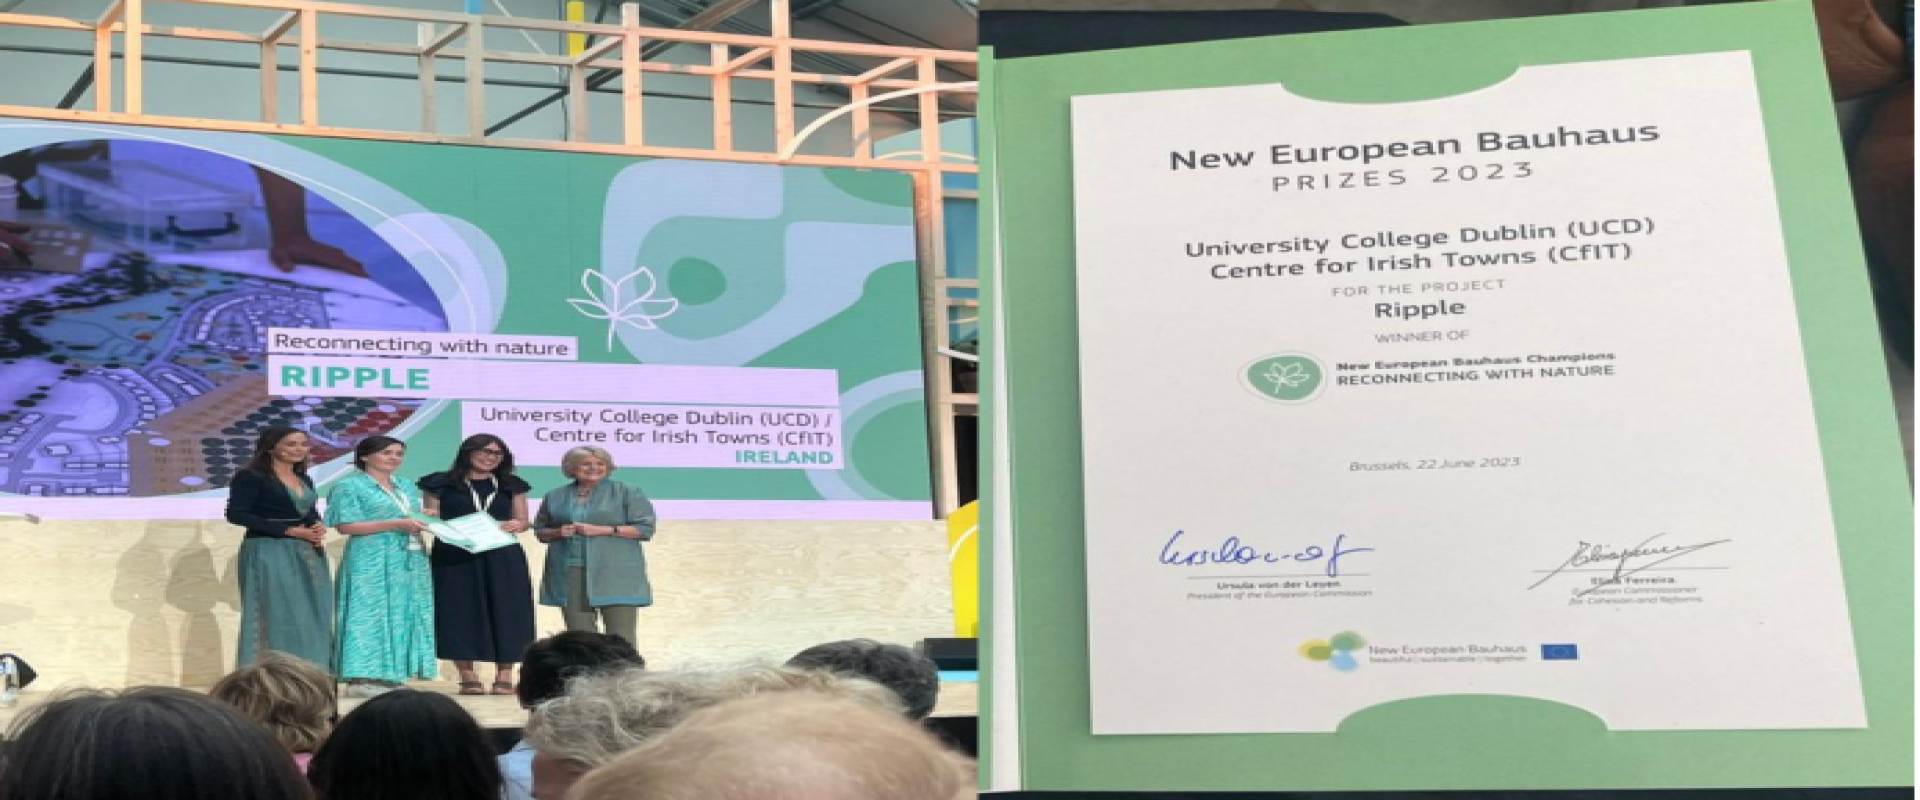 Reconnecting with nature
RIPPLE
University College Dublin (UCD) /
Centre for Irish Towns (CfIT)
IRELAND
New European Bauhaus
PRIZES 2023
University College Dublin (UCD)
Centre for Irish Towns (CfIT)
FOR THE PROJECT
Ripple
WINNER OF
New European Bauhaus Champions
RECONNECTING WITH NATURE
Brussels, 22 June 2023
Ursula von der Leyen
President of the European Commission
Elisa Ferreira
European Commissioner
for Cohesion and Reforms
New European Bauhaus
beautiful | sustainable | together